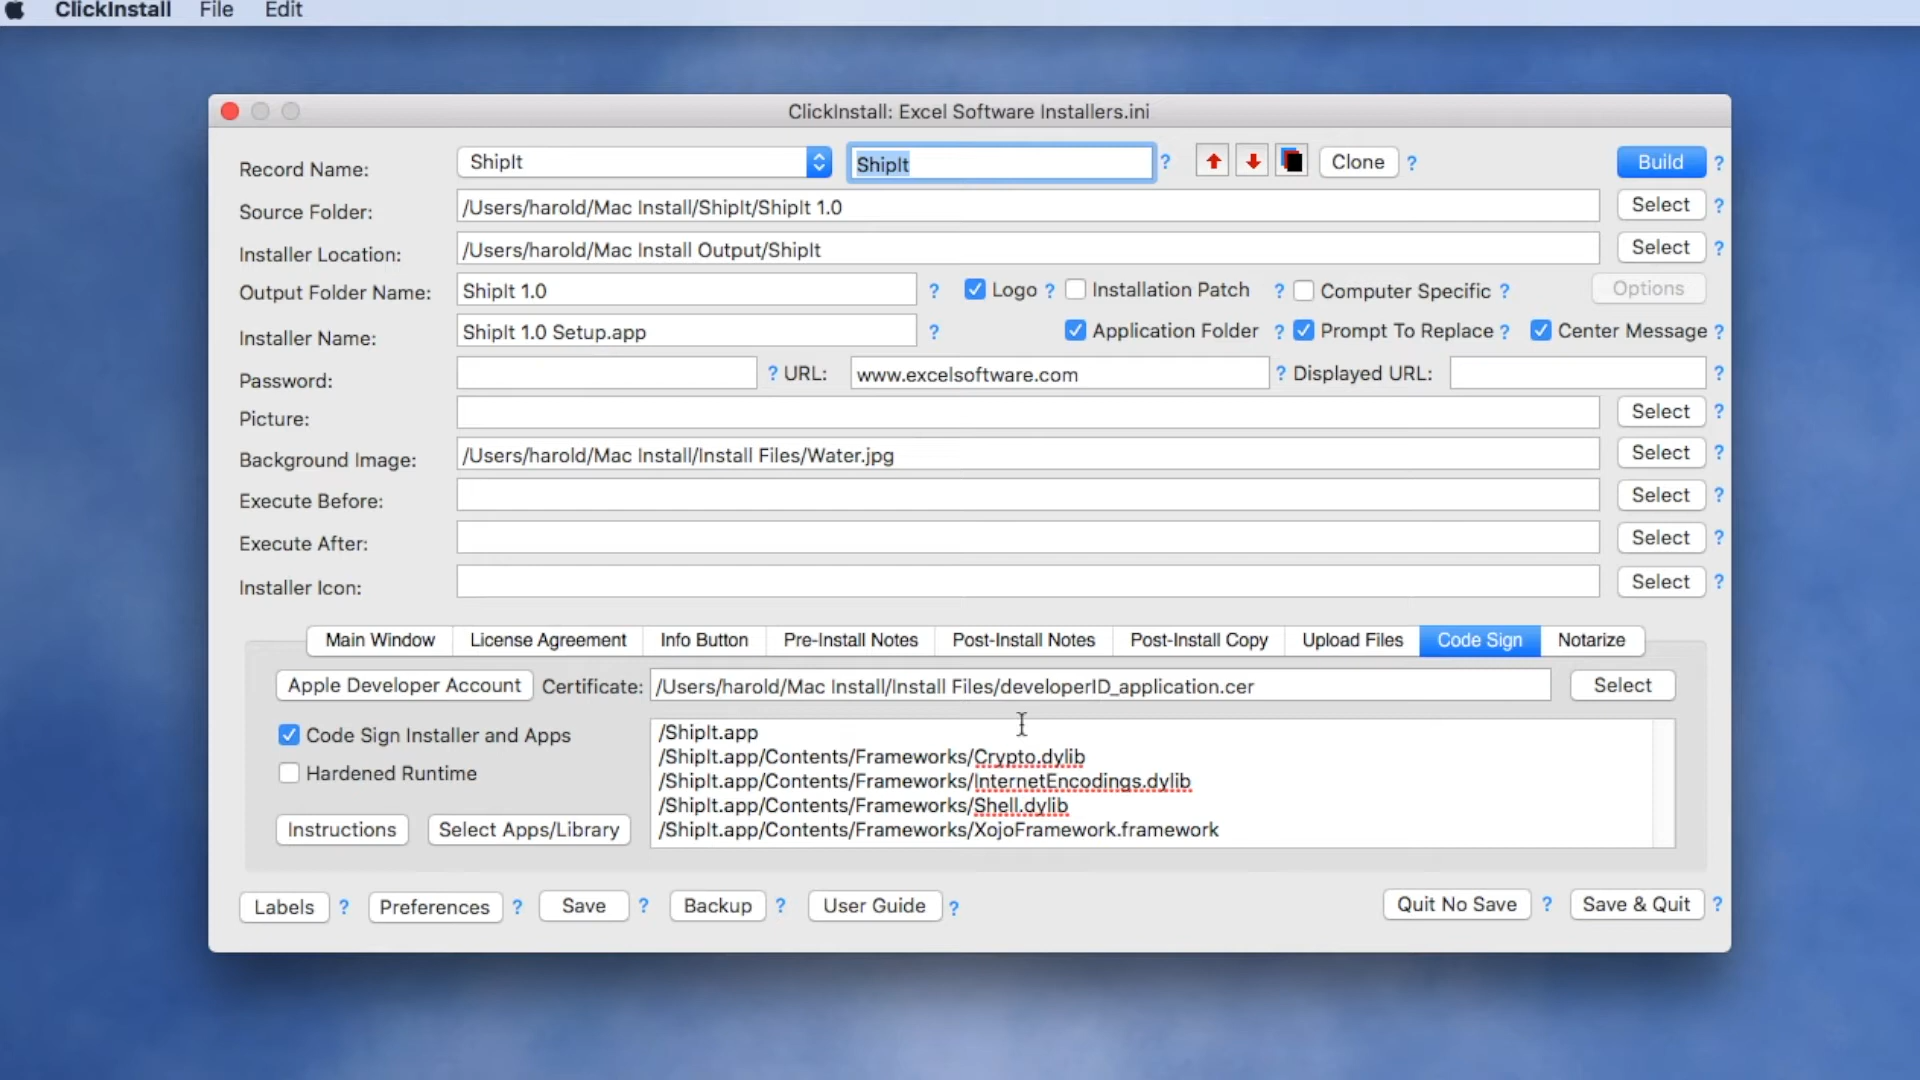 ClickInstall File Edit
ClickInstall: Excel Software Installers.ini
Record Name: ShipIt ShipIt ? Clone ? Build ?
Source Folder: /Users/harold/Mac Install/ShipIt/ShipIt 1.0 Select ?
Installer Location: /Users/harold/Mac Install Output/ShipIt Select ?
Output Folder Name: ShipIt 1.0 ? Logo ? Installation Patch ? Computer Specific ? Options
Installer Name: ShipIt 1.0 Setup.app ? Application Folder ? Prompt To Replace ? Center Message ?
Password: ? URL: www.excelsoftware.com ? Displayed URL: ?
Picture: Select ?
Background Image: /Users/harold/Mac Install/Install Files/Water.jpg Select ?
Execute Before: Select ?
Execute After: Select ?
Installer Icon: Select ?
Main Window License Agreement Info Button Pre-Install Notes Post-Install Notes Post-Install Copy Upload Files Code Sign Notarize
Apple Developer Account Certificate: /Users/harold/Mac Install/Install Files/developerID_application.cer Select
Code Sign Installer and Apps
Hardened Runtime
Instructions Select Apps/Library
/ShipIt.app
/ShipIt.app/Contents/Frameworks/Crypto.dylib
/ShipIt.app/Contents/Frameworks/InternetEncodings.dylib
/ShipIt.app/Contents/Frameworks/Shell.dylib
/ShipIt.app/Contents/Frameworks/XojoFramework.framework
Labels ? Preferences ? Save ? Backup ? User Guide ? Quit No Save ? Save & Quit ?